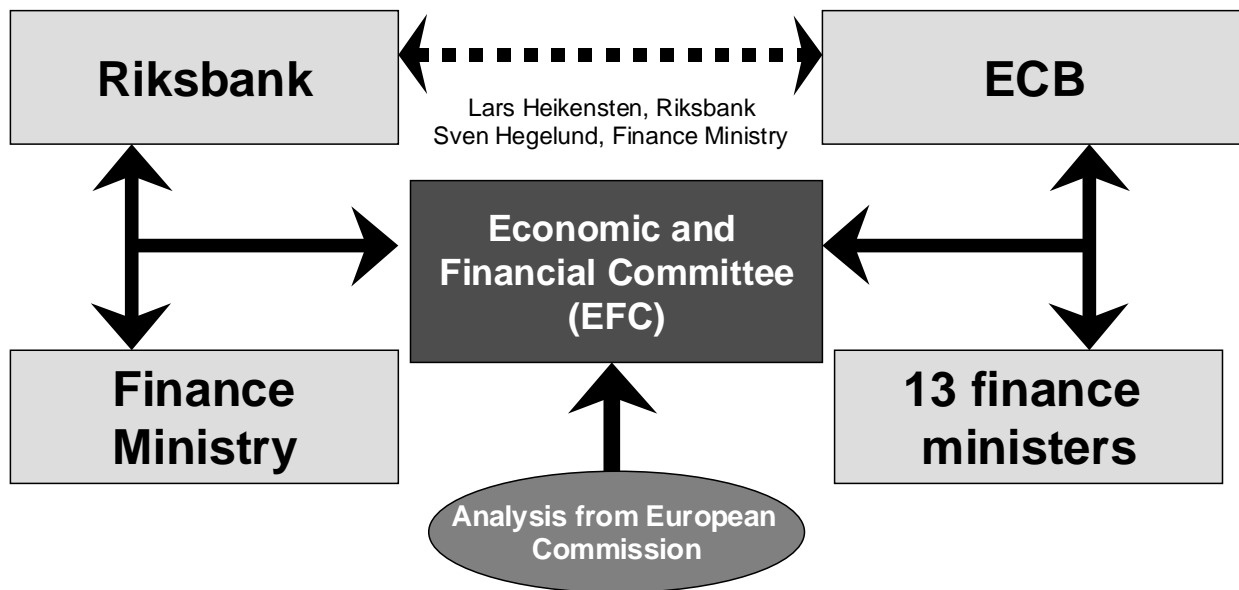 Riksbank
ECB
Lars Heikensten, Riksbank
Sven Hegelund, Finance Ministry
Economic and
Financial Committee
(EFC)
Finance
Ministry
13 finance
ministers
Analysis from European
Commission